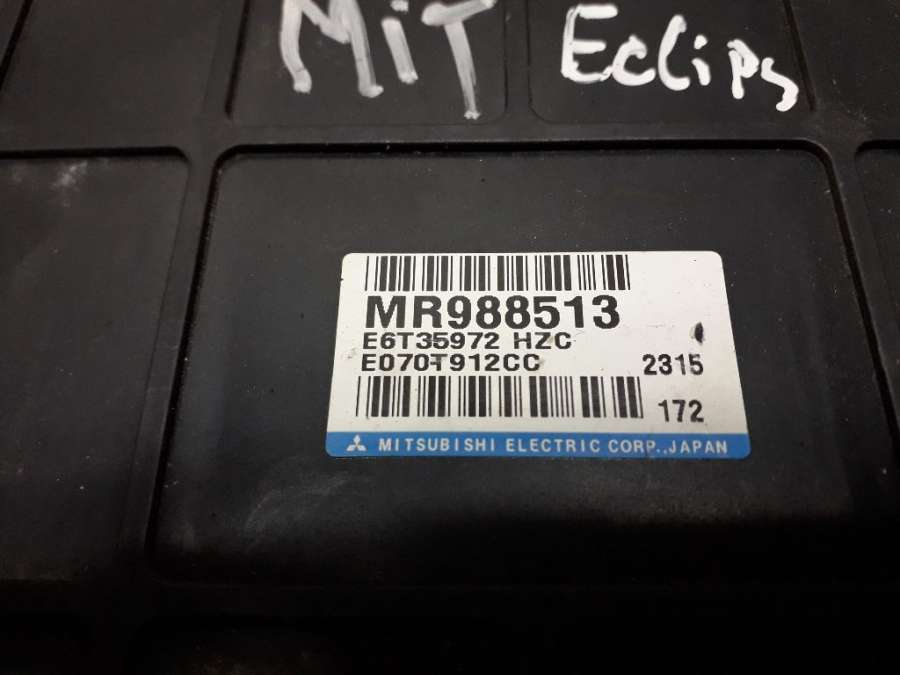 MiT Eclips
MR988513
E6T35972 HZC
E070T912CC 2315
172
MITSUBISHI ELECTRIC CORP.,JAPAN